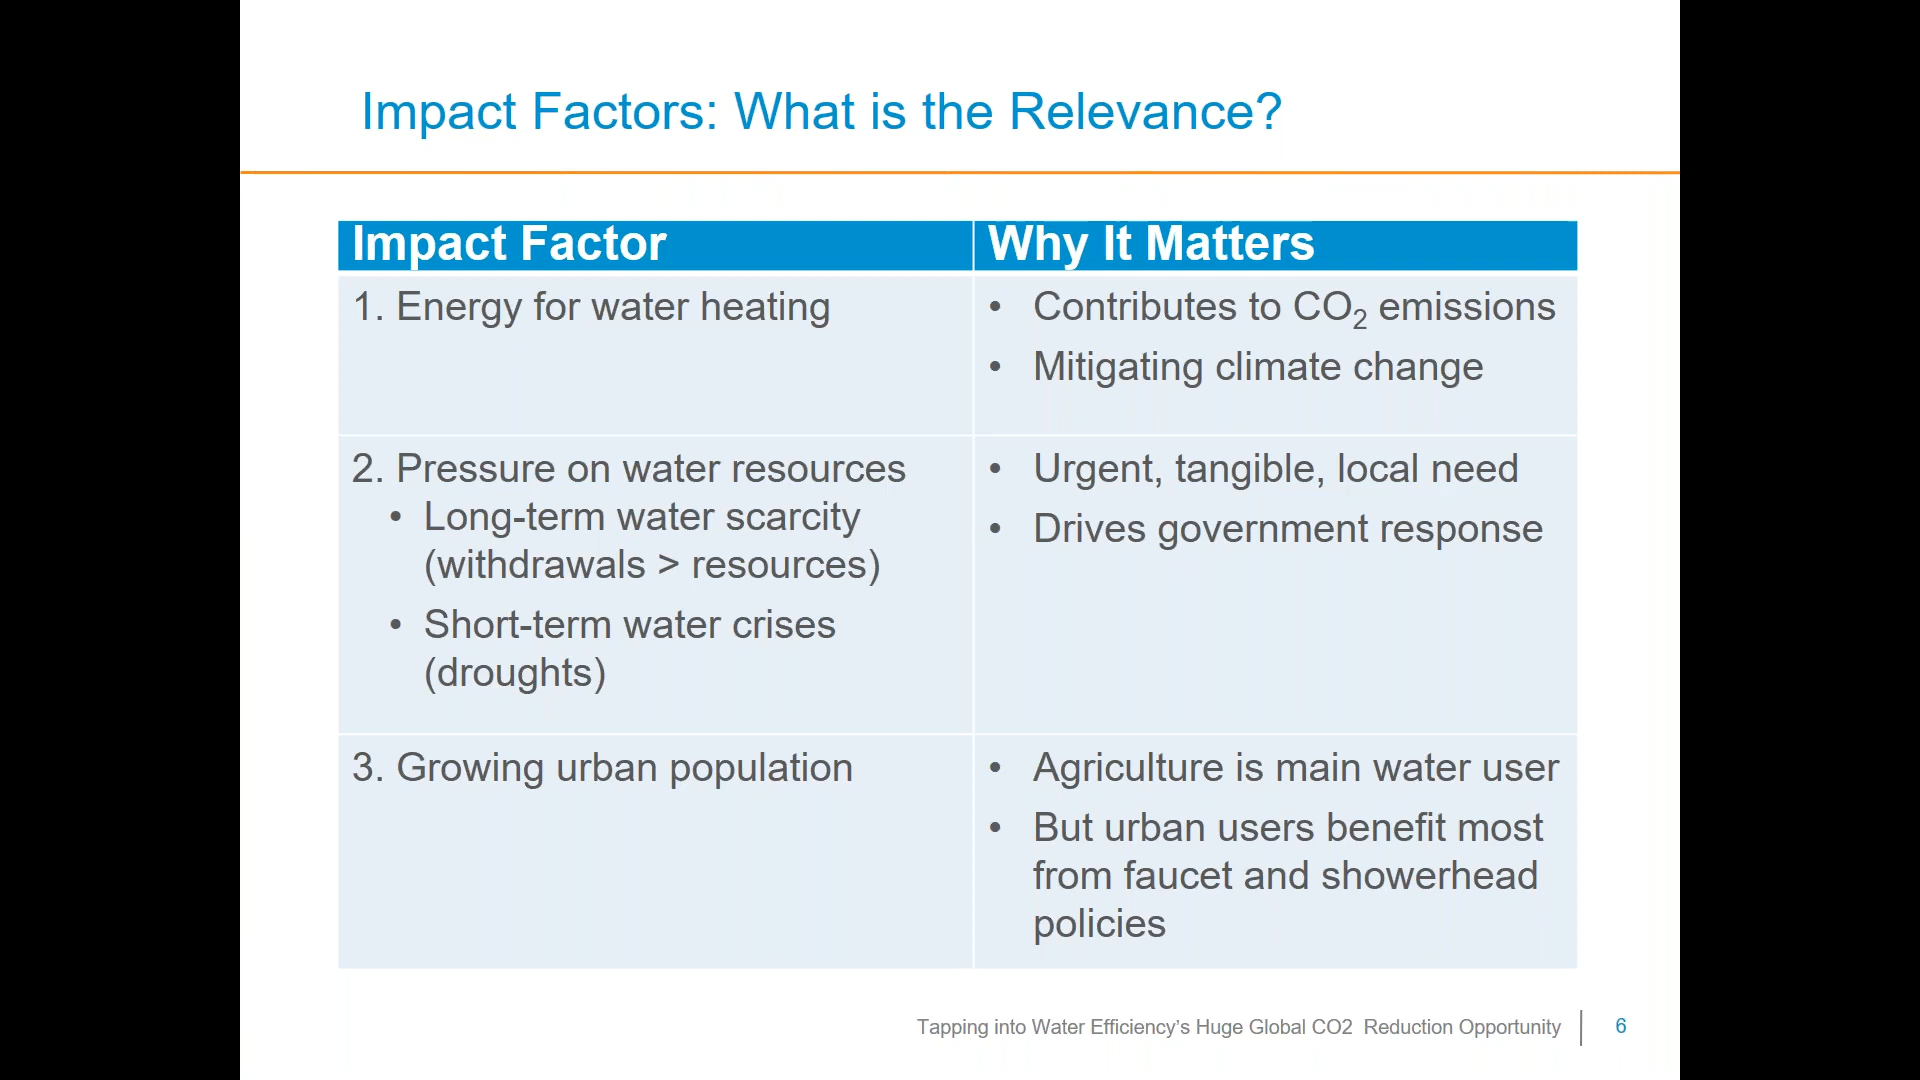 Impact Factors: What is the Relevance?
Impact Factor
Why It Matters
1. Energy for water heating
• Contributes to CO₂ emissions
• Mitigating climate change
2. Pressure on water resources
• Long-term water scarcity
(withdrawals > resources)
• Short-term water crises
(droughts)
• Urgent, tangible, local need
• Drives government response
3. Growing urban population
• Agriculture is main water user
• But urban users benefit most
from faucet and showerhead
policies
Tapping into Water Efficiency’s Huge Global CO2  Reduction Opportunity
6